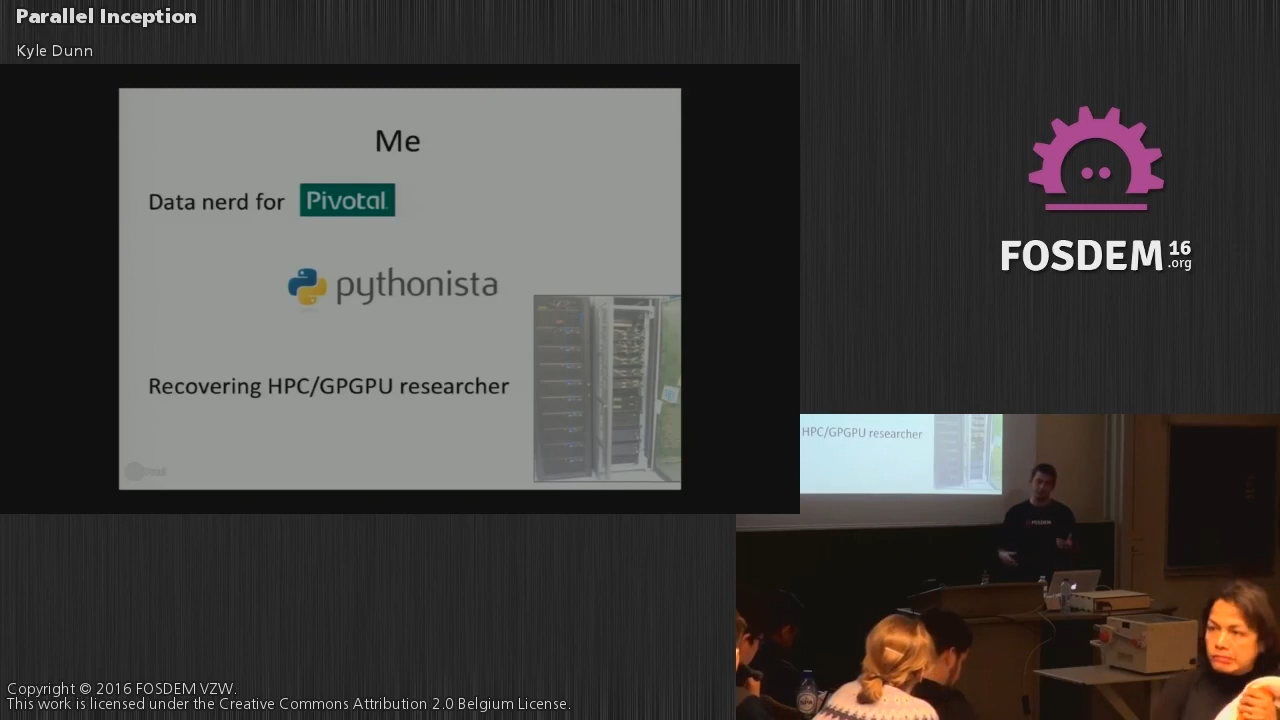 Parallel Inception
Kyle Dunn
Me
Data nerd for Pivotal
pythonista
Recovering HPC/GPGPU researcher
FOSDEM 16
.org
HPC/GPGPU researcher
FOSDEM
Copyright © 2016 FOSDEM VZW.
This work is licensed under the Creative Commons Attribution 2.0 Belgium License.